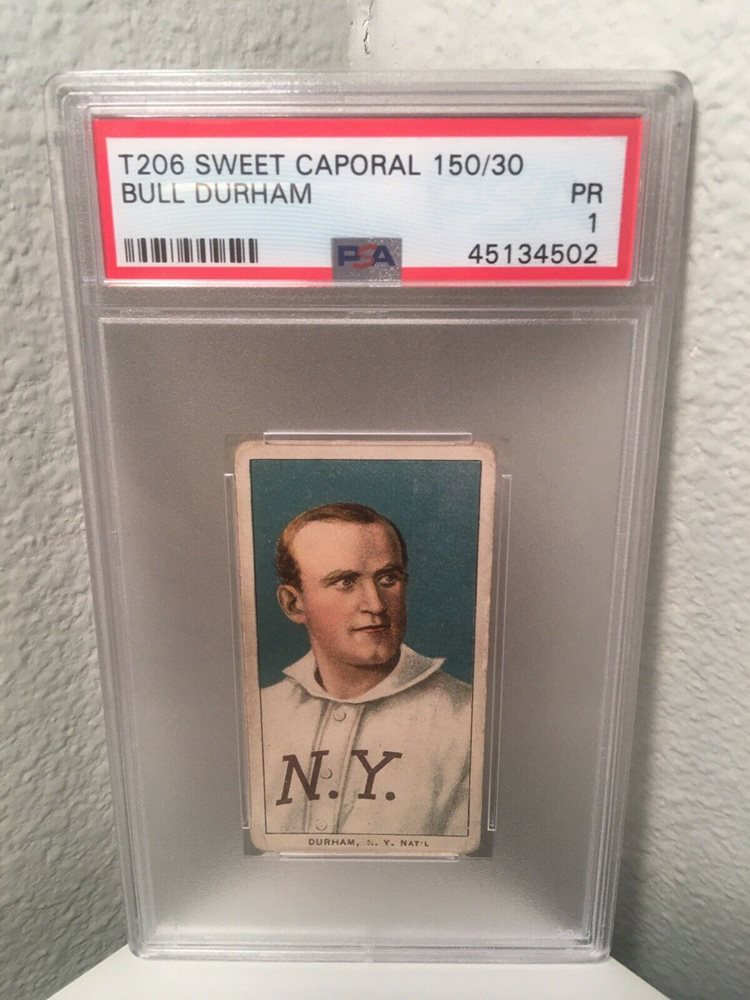 T206 SWEET CAPORAL 150/30
BULL DURHAM PR
1
PSA 45134502
N.Y.
DURHAM, N. Y. NAT'L